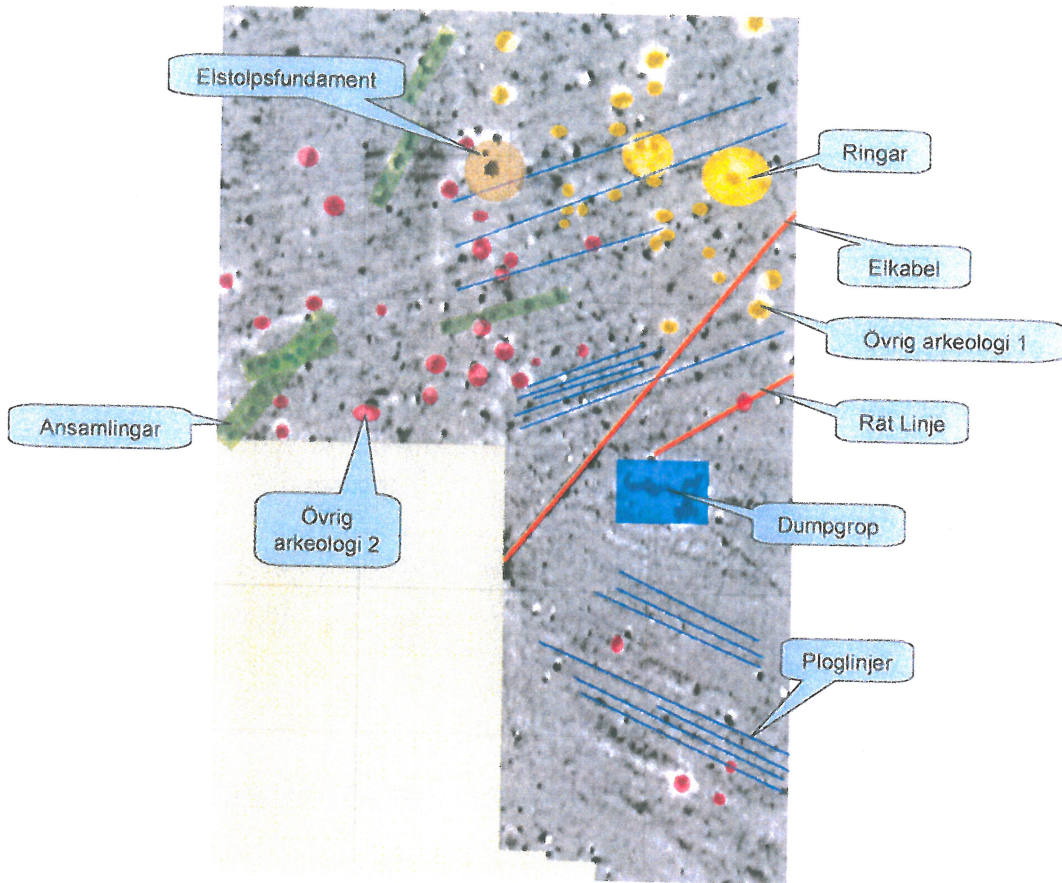 Elstolpsfundament
Ringar
Elkabel
Övrig arkeologi 1
Rät Linje
Ansamlingar
Övrig
arkeologi 2
Dumpgrop
Ploglinjer